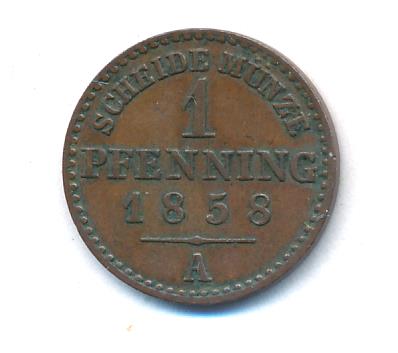 SCHEIDE MÜNZE
1
PFENNING
1858
A